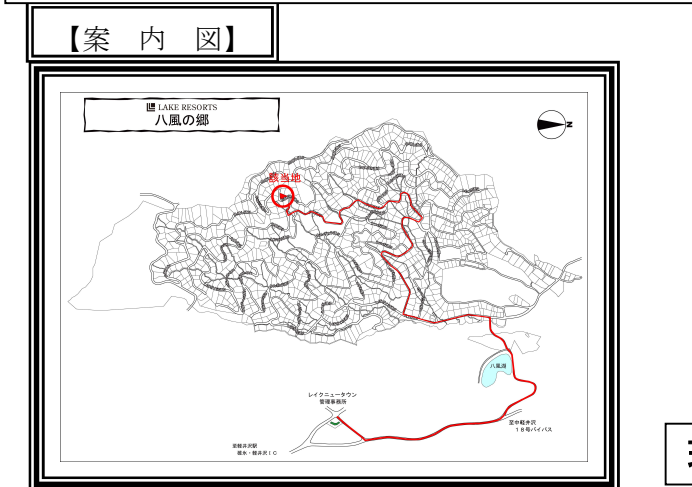 【案 内 図】
LAKE RESORTS
八風の郷
N
該当地
八風湖
レイクニュータウン
管理事務所
至中軽井沢
18号バイパス
至軽井沢駅
碓氷・軽井沢IC